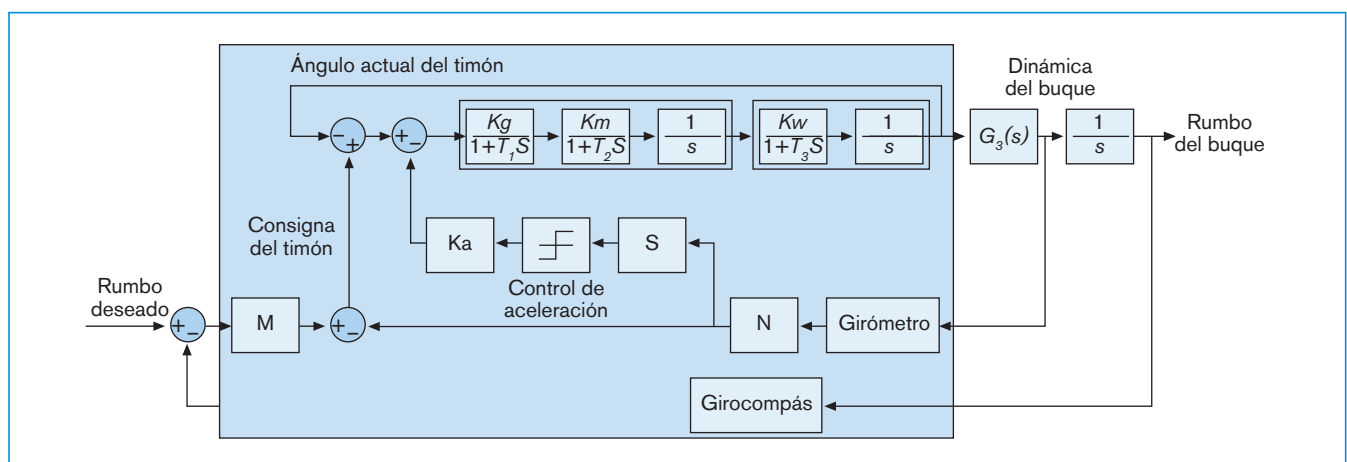 Ángulo actual del timón
Dinámica
del buque
- +
+ -
Kg
1+T₁S
Km
1+T₂S
1
s
Kw
1+T₃S
1
s
G₃(s)
1
s
Rumbo
del buque
Consigna
del timón
Ka
S
Control de
aceleración
Rumbo
deseado
+ -
M
+ -
N
Girómetro
Girocompás